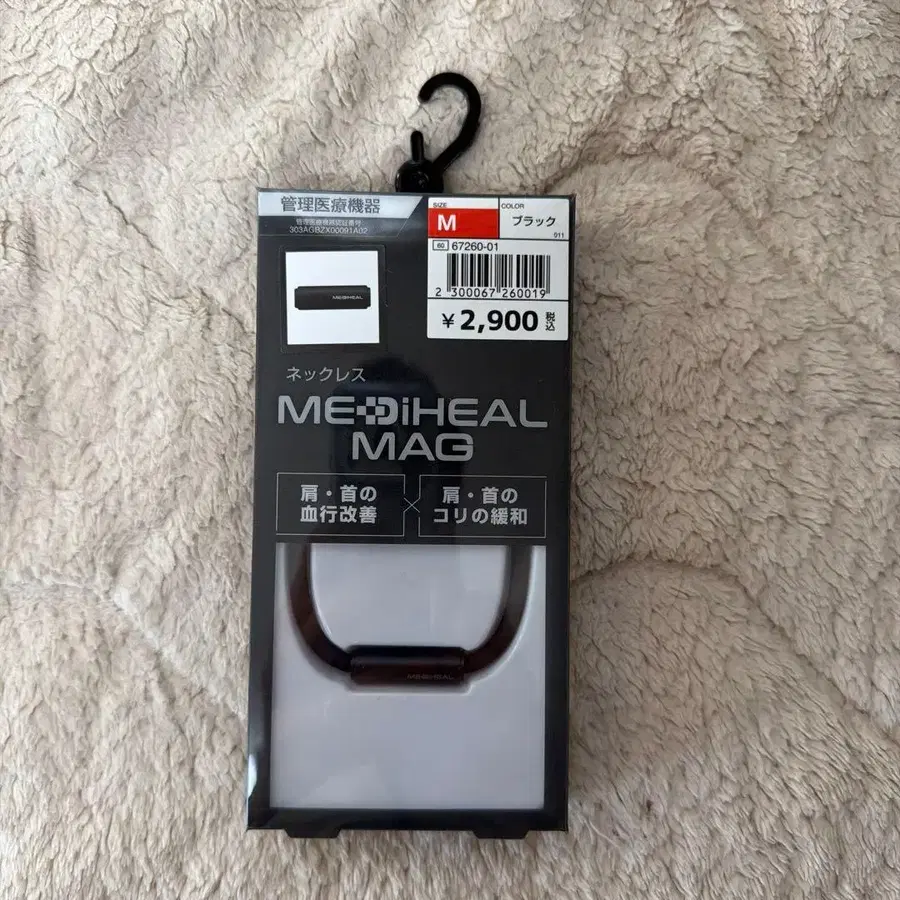 管理医療機器
管理医療機器認証番号
303AGBZX00091A02
SIZE
M
COLOR
ブラック
011
60 67260-01
2 300067 260019
¥2,900 税込
MEDiHEAL
ネックレス
MEDiHEAL
MAG
肩・首の
血行改善
×
肩・首の
コリの緩和
MEDiHEAL